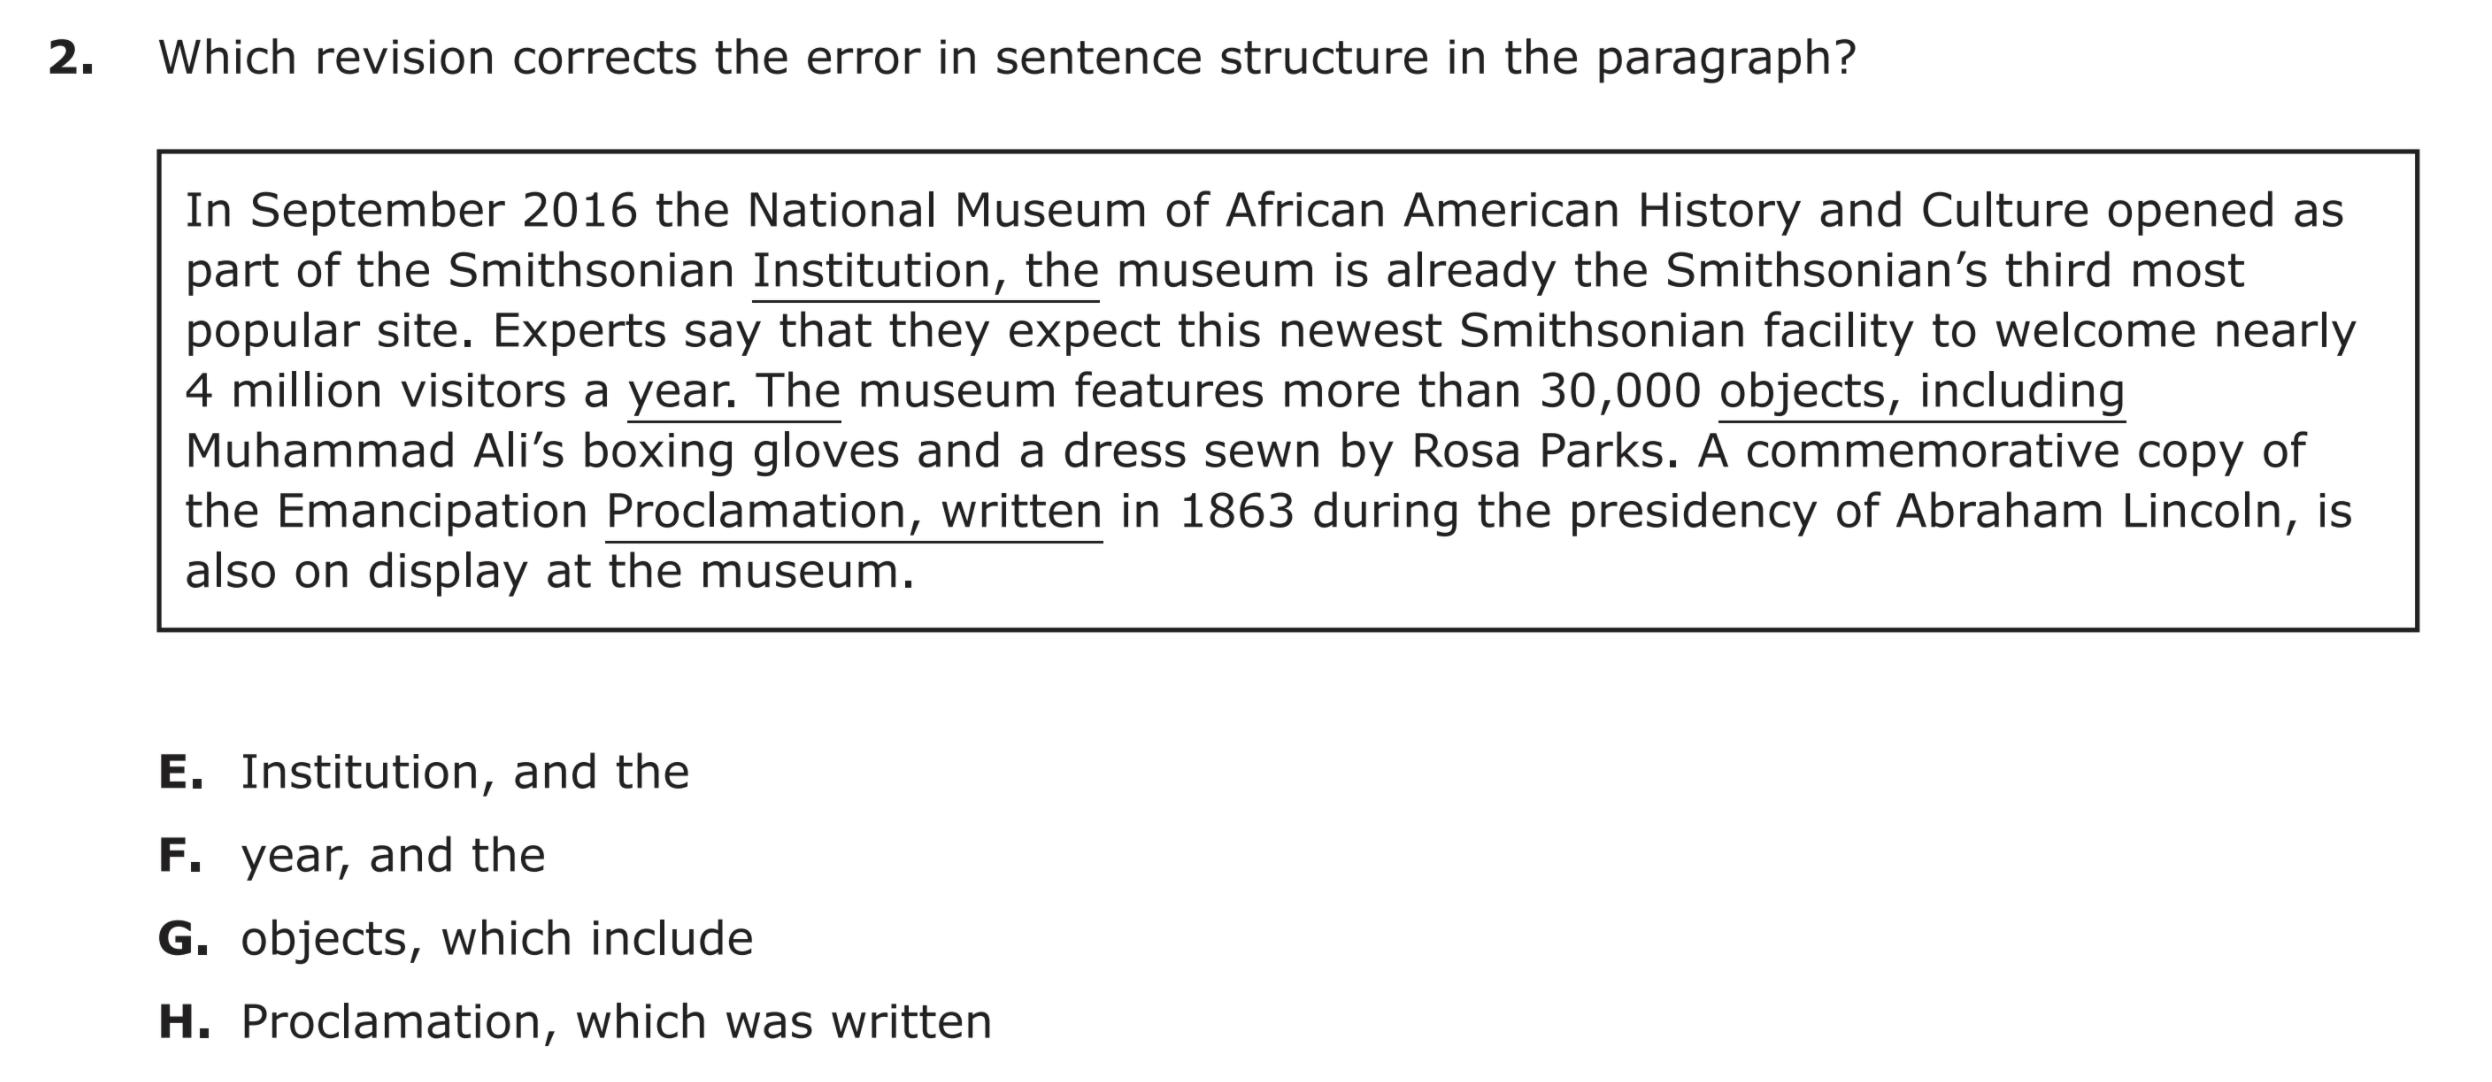 2. Which revision corrects the error in sentence structure in the paragraph?
In September 2016 the National Museum of African American History and Culture opened as
part of the Smithsonian Institution, the museum is already the Smithsonian’s third most
popular site. Experts say that they expect this newest Smithsonian facility to welcome nearly
4 million visitors a year. The museum features more than 30,000 objects, including
Muhammad Ali’s boxing gloves and a dress sewn by Rosa Parks. A commemorative copy of
the Emancipation Proclamation, written in 1863 during the presidency of Abraham Lincoln, is
also on display at the museum.
E. Institution, and the
F. year, and the
G. objects, which include
H. Proclamation, which was written